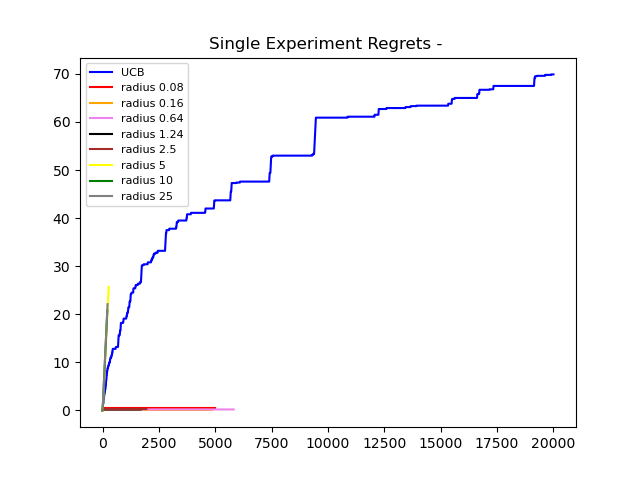 Single Experiment Regrets -
70
60
50
40
30
20
10
0
UCB
radius 0.08
radius 0.16
radius 0.64
radius 1.24
radius 2.5
radius 5
radius 10
radius 25
0 2500 5000 7500 10000 12500 15000 17500 20000